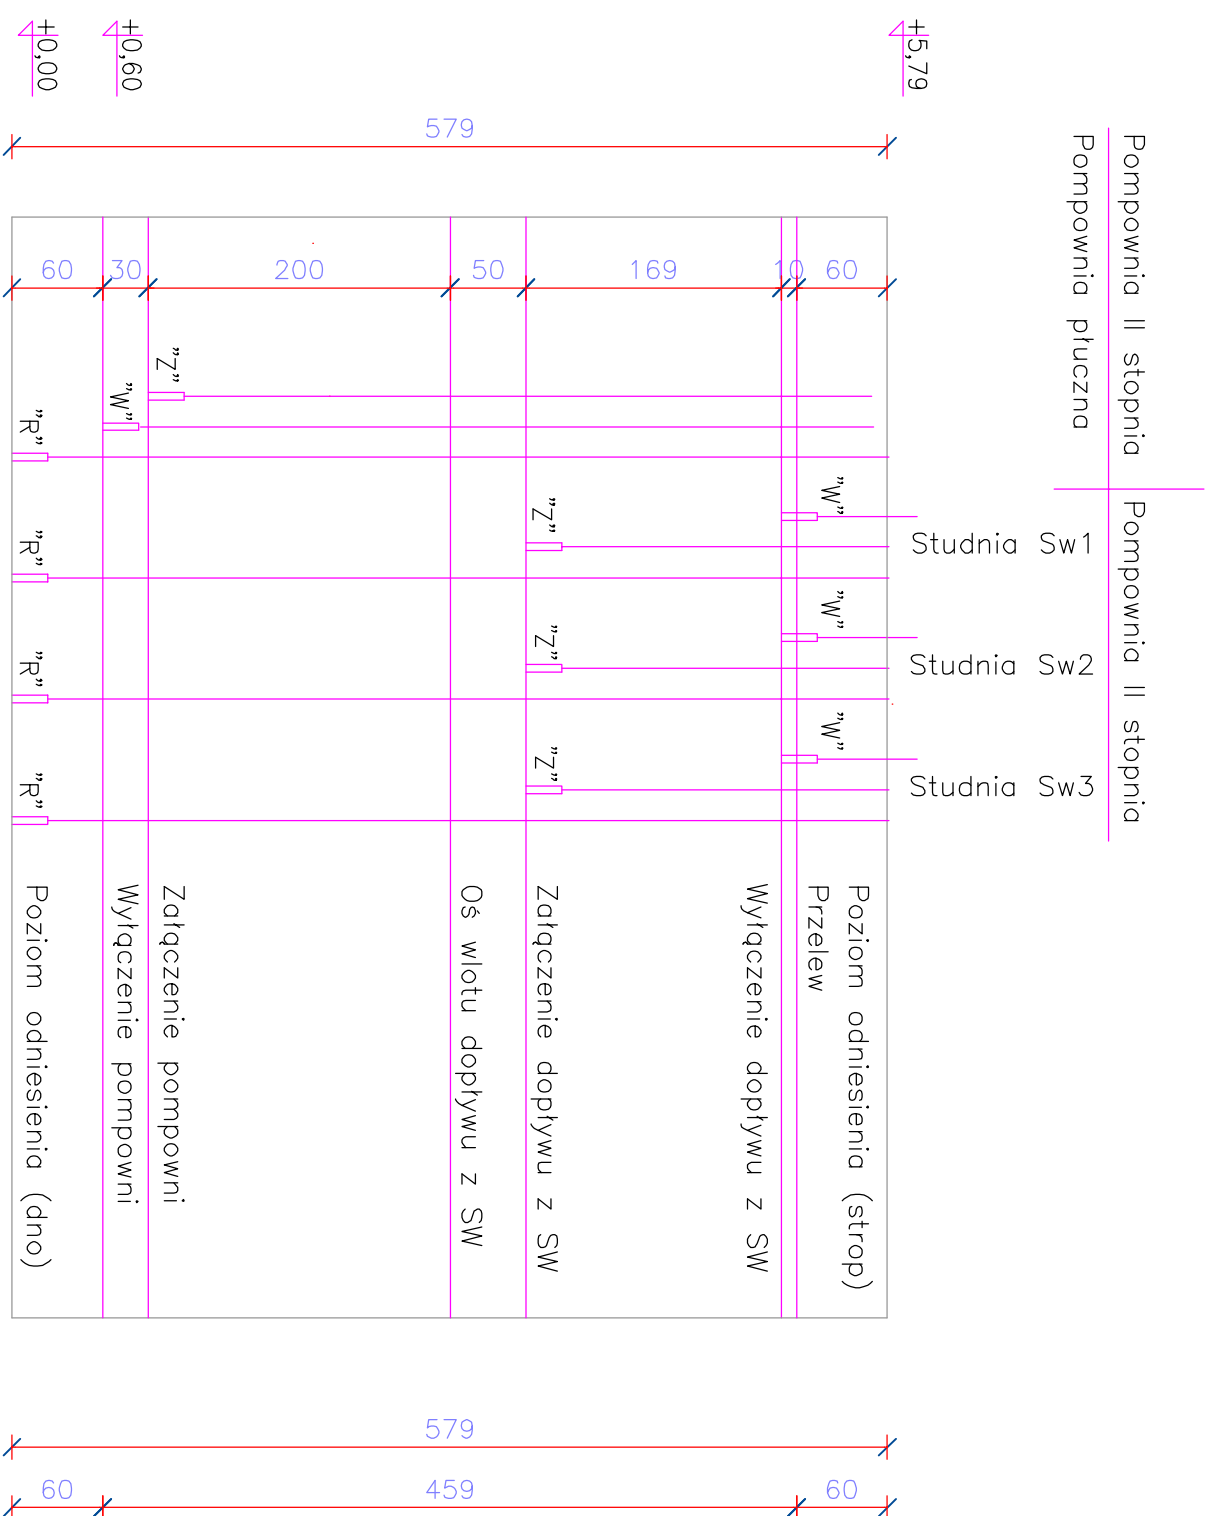 +5,79
+0,60
+0,00
579
Pompownia II stopnia
Pompownia płuczna
Pompownia II stopnia
60
30
200
50
169
10
60
"Z"
"W"
"R"
"W"
"Z"
"R"
Studnia Sw1
"W"
"Z"
"R"
Studnia Sw2
"W"
"Z"
"R"
Studnia Sw3
Poziom odniesienia (strop)
Przelew
Wyłączenie dopływu z SW
Załączenie dopływu z SW
Oś wlotu dopływu z SW
Załączenie pompowni
Wyłączenie pompowni
Poziom odniesienia (dno)
579
60
459
60